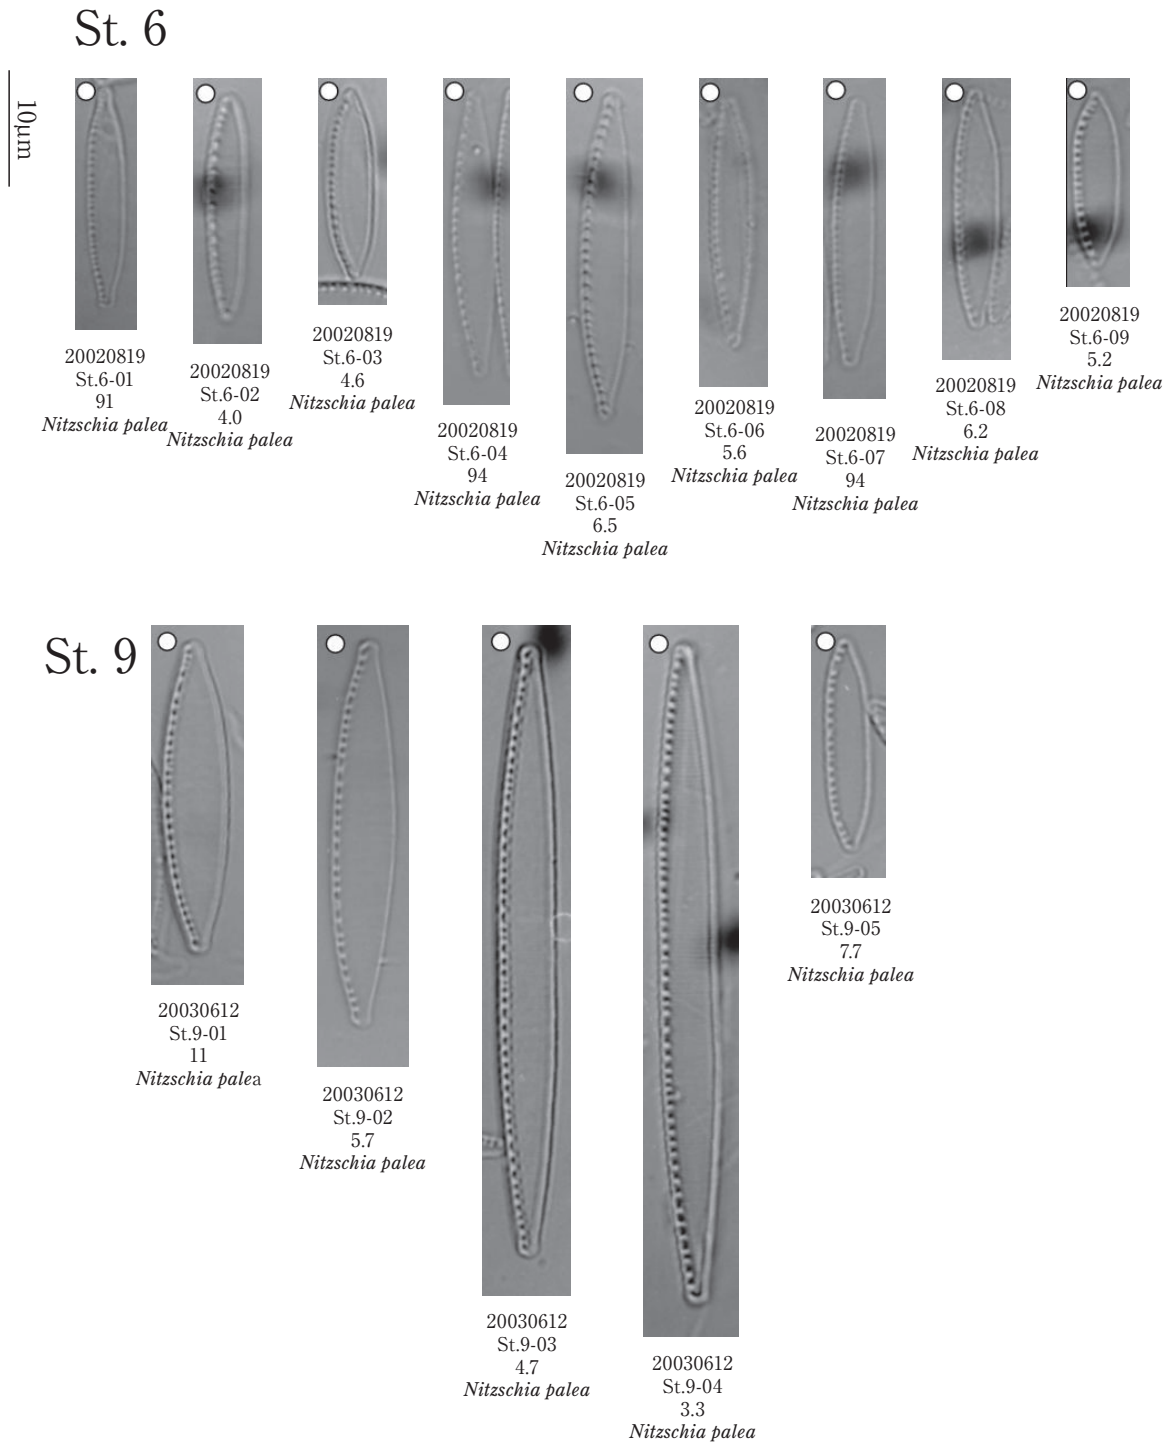 St. 6
10μm
20020819
St.6-01
91
Nitzschia palea
20020819
St.6-02
4.0
Nitzschia palea
20020819
St.6-03
4.6
Nitzschia palea
20020819
St.6-04
94
Nitzschia palea
20020819
St.6-05
6.5
Nitzschia palea
20020819
St.6-06
5.6
Nitzschia palea
20020819
St.6-07
94
Nitzschia palea
20020819
St.6-08
6.2
Nitzschia palea
20020819
St.6-09
5.2
Nitzschia palea
St. 9
20030612
St.9-01
11
Nitzschia palea
20030612
St.9-02
5.7
Nitzschia palea
20030612
St.9-03
4.7
Nitzschia palea
20030612
St.9-04
3.3
Nitzschia palea
20030612
St.9-05
7.7
Nitzschia palea